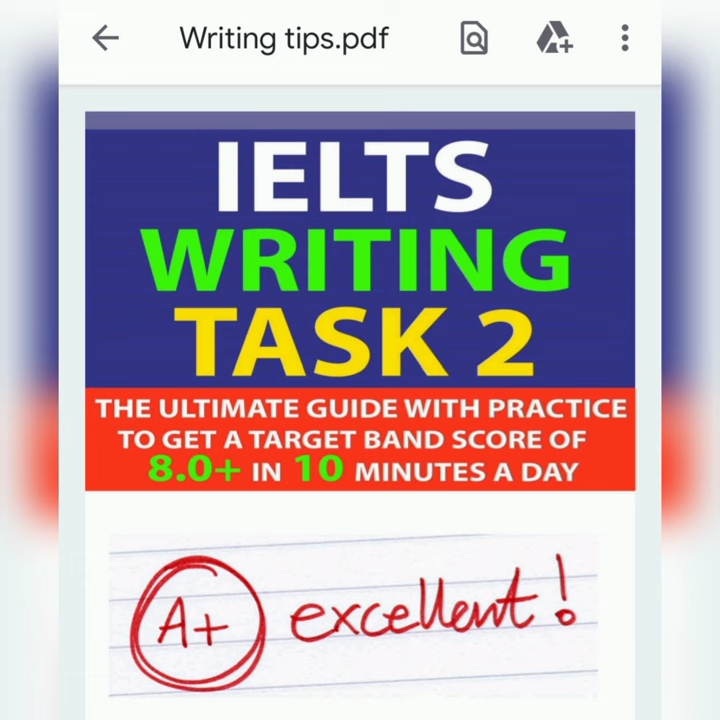 Writing tips.pdf
IELTS
WRITING
TASK 2
THE ULTIMATE GUIDE WITH PRACTICE
TO GET A TARGET BAND SCORE OF
8.0+ IN 10 MINUTES A DAY
A+ excellent!